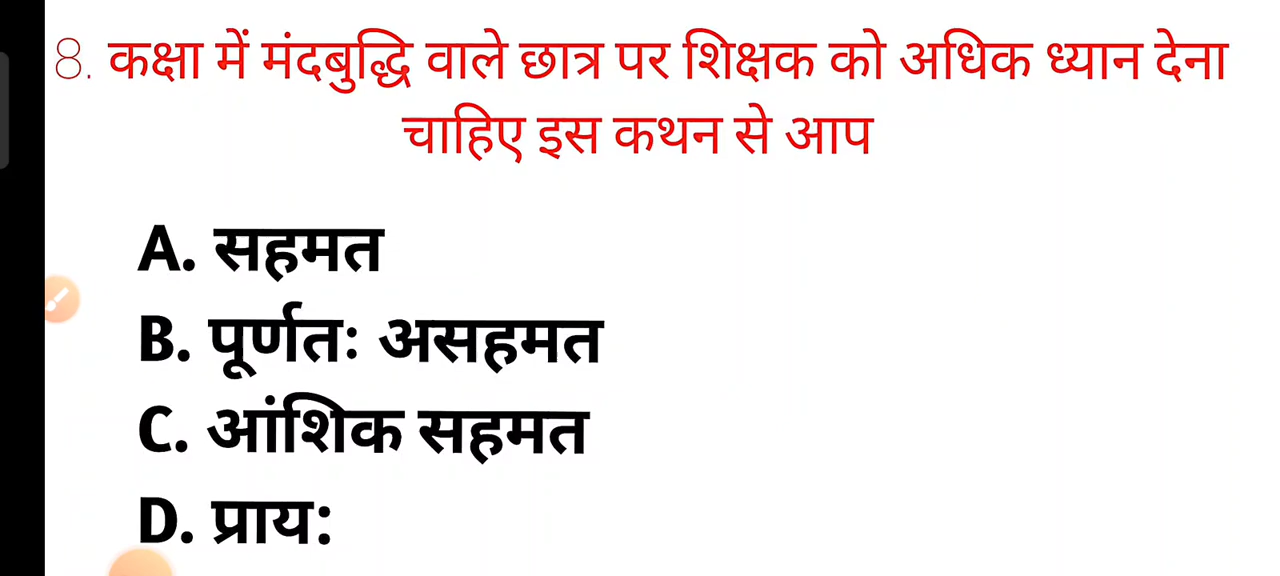 8. कक्षा में मंदबुद्धि वाले छात्र पर शिक्षक को अधिक ध्यान देना
चाहिए इस कथन से आप
A. सहमत
B. पूर्णतः असहमत
C. आंशिक सहमत
D. प्राय: